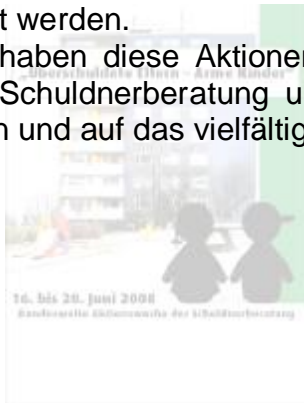 t werden.
haben diese Aktionen
„Überschuldete Eltern - Arme Kinder“
Schuldnerberatung u
n und auf das vielfältig
16. bis 20. Juni 2008
Bundesweite Aktionswoche der Schuldnerberatung